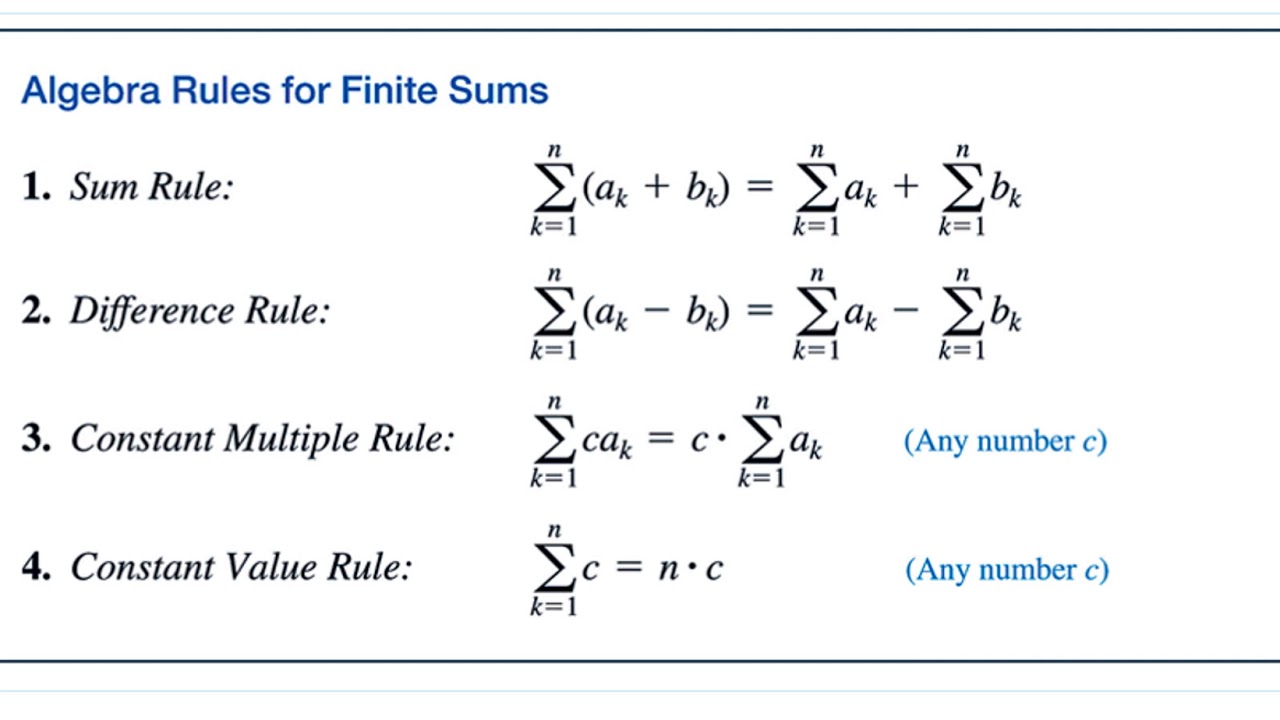 Algebra Rules for Finite Sums
1. Sum Rule: $\sum_{k=1}^{n}(a_k + b_k) = \sum_{k=1}^{n} a_k + \sum_{k=1}^{n} b_k$
2. Difference Rule: $\sum_{k=1}^{n}(a_k - b_k) = \sum_{k=1}^{n} a_k - \sum_{k=1}^{n} b_k$
3. Constant Multiple Rule: $\sum_{k=1}^{n} ca_k = c \cdot \sum_{k=1}^{n} a_k$ (Any number c)
4. Constant Value Rule: $\sum_{k=1}^{n} c = n \cdot c$ (Any number c)